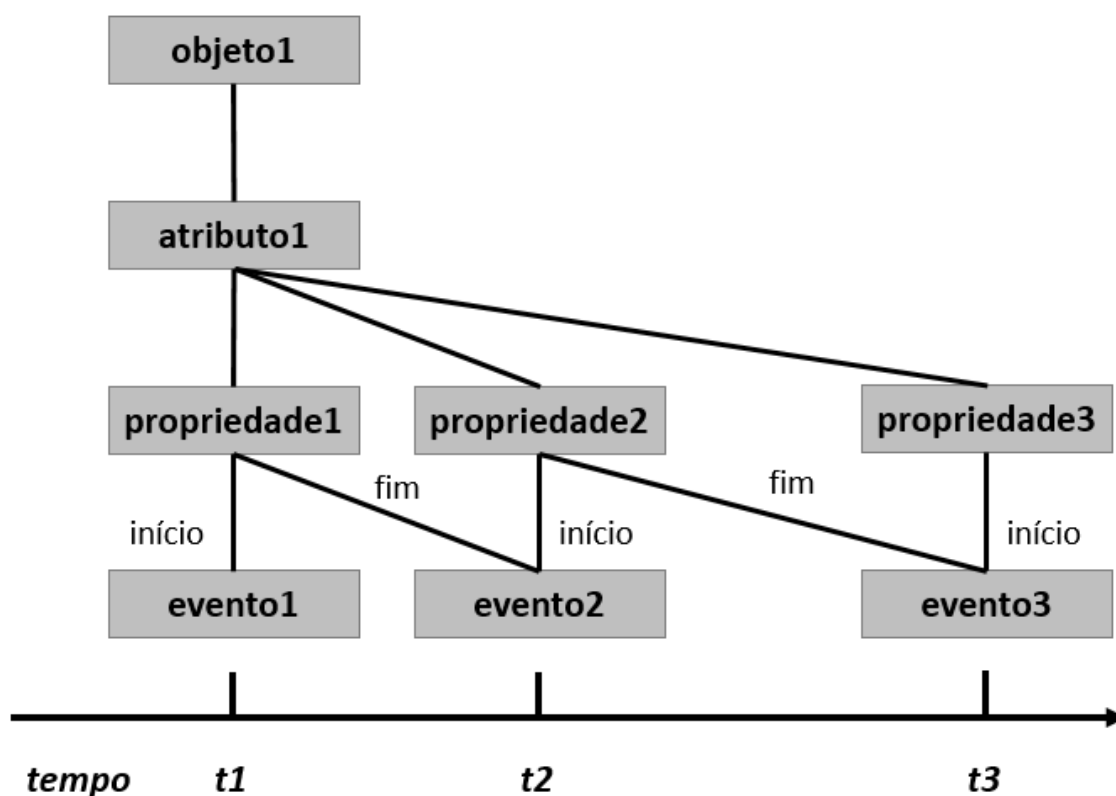 objeto1
atributo1
propriedade1
propriedade2
propriedade3
fim
fim
início
início
início
evento1
evento2
evento3
tempo
t1
t2
t3